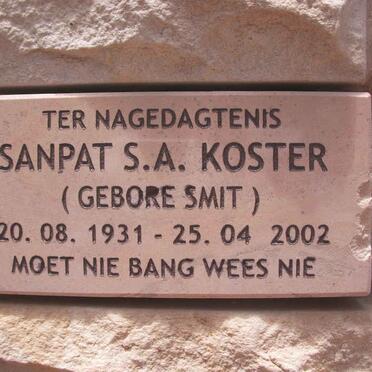 TER NAGEDAGTENIS
SANPAT S.A. KOSTER
( GEBORE SMIT )
20. 08. 1931 - 25. 04 2002
MOET NIE BANG WEES NIE